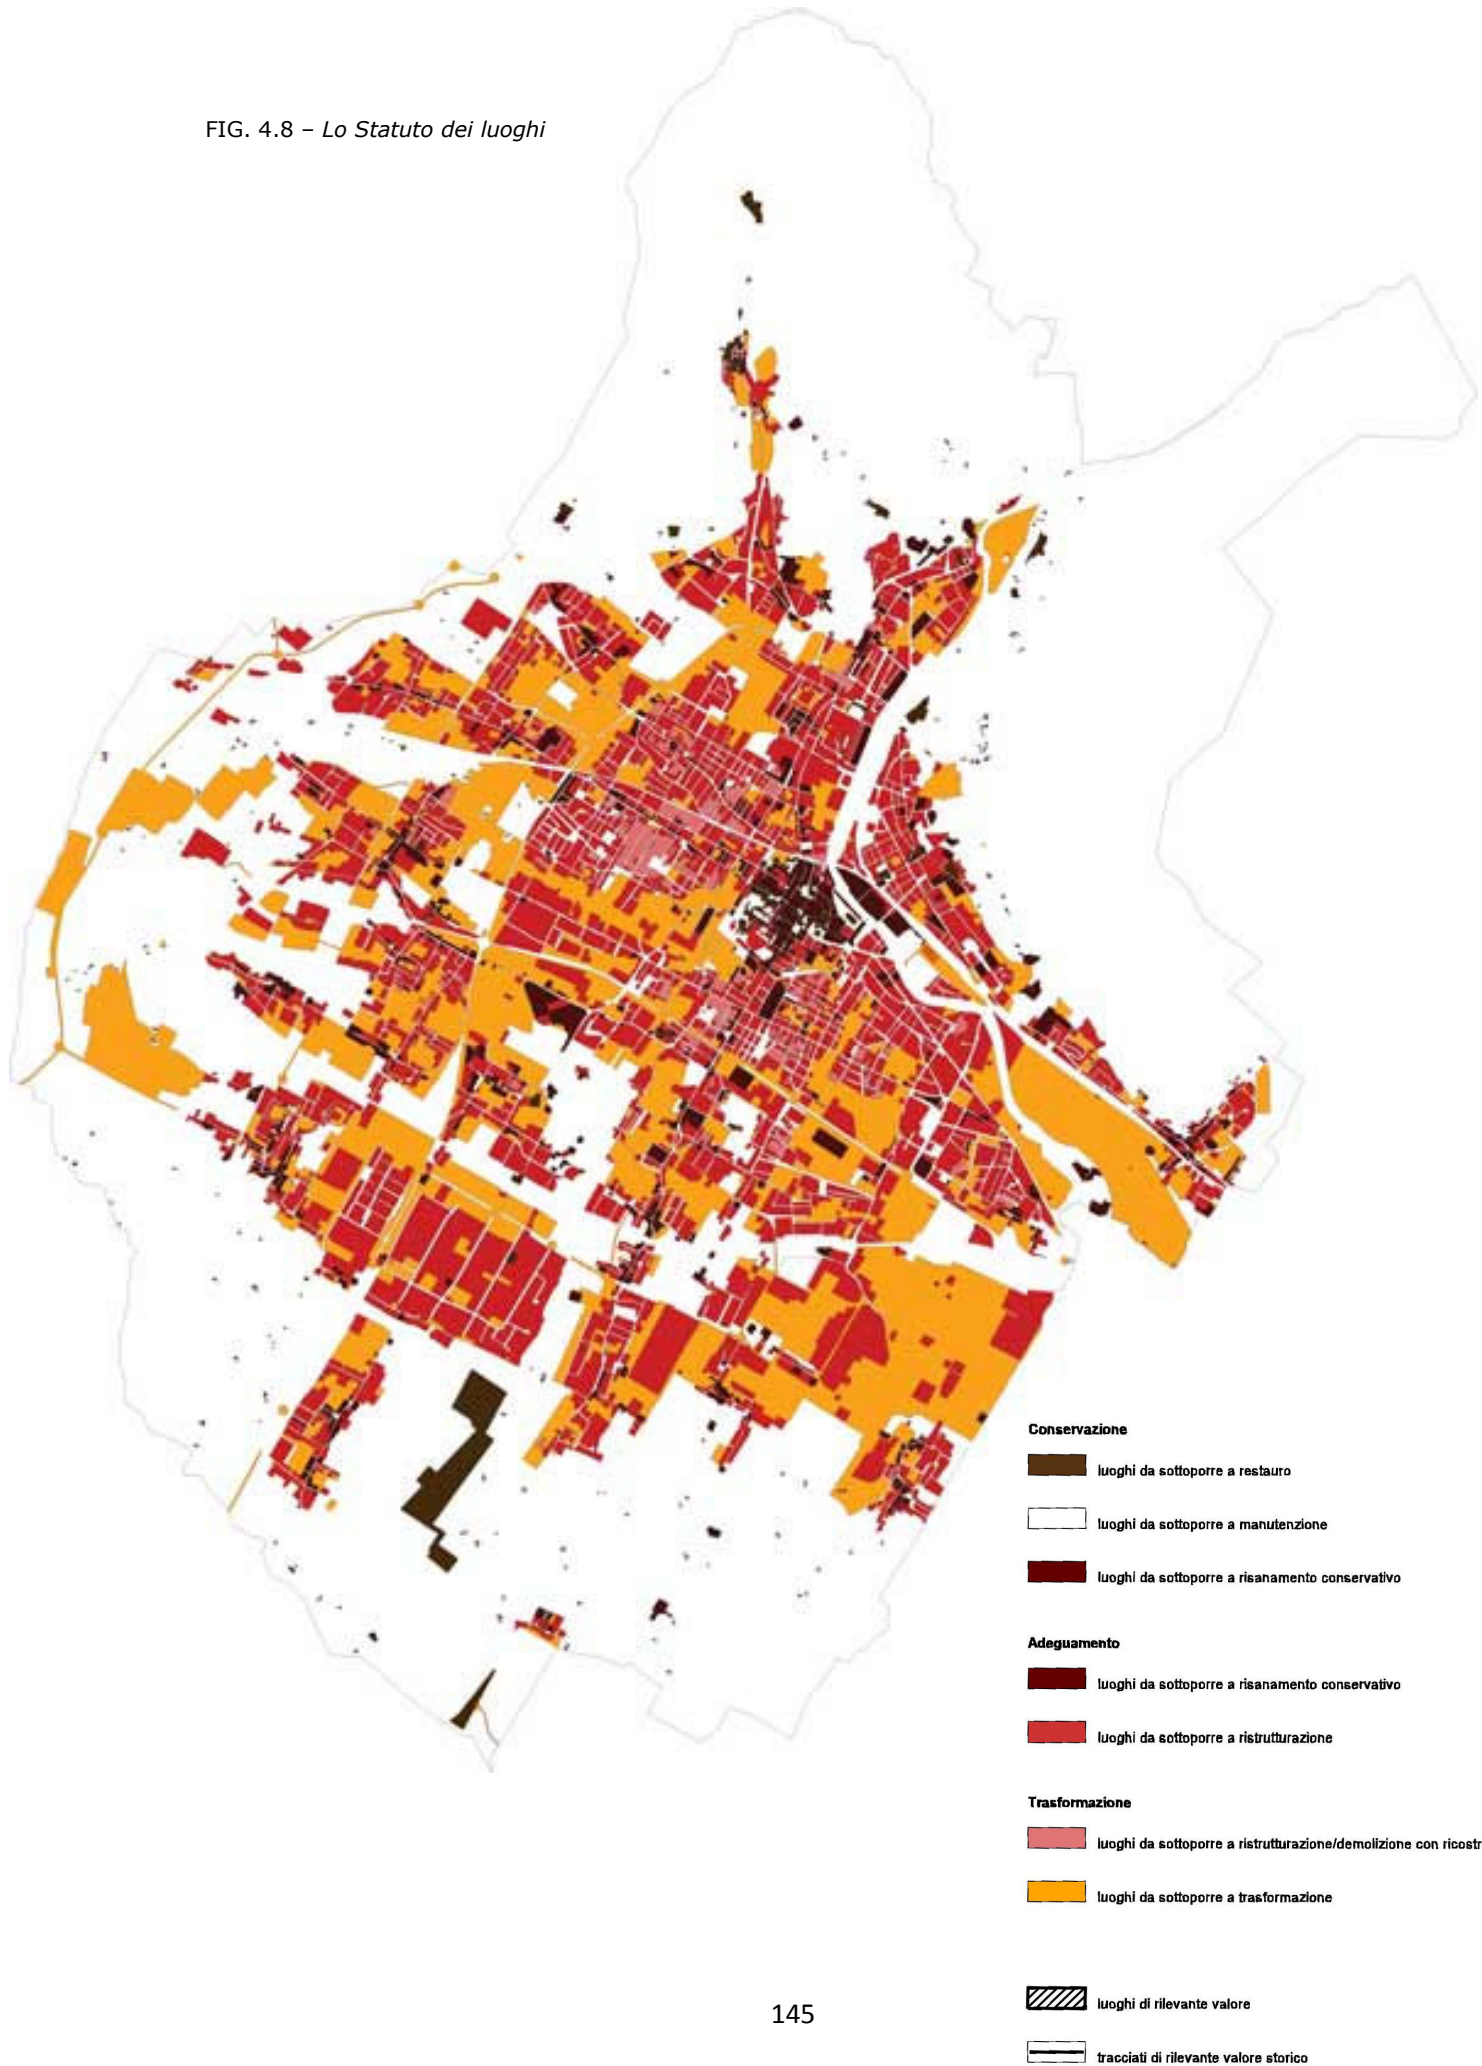 FIG. 4.8 – Lo Statuto dei luoghi
Conservazione
luoghi da sottoporre a restauro
luoghi da sottoporre a manutenzione
luoghi da sottoporre a risanamento conservativo
Adeguamento
luoghi da sottoporre a risanamento conservativo
luoghi da sottoporre a ristrutturazione
Trasformazione
luoghi da sottoporre a ristrutturazione/demolizione con ricostr
luoghi da sottoporre a trasformazione
luoghi di rilevante valore
145
tracciati di rilevante valore storico